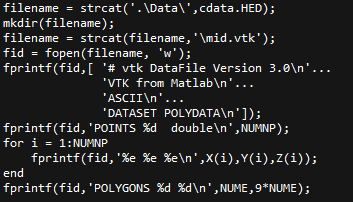 filename = strcat('.\Data\',cdata.HED);
mkdir(filename);
filename = strcat(filename,'\mid.vtk');
fid = fopen(filename, 'w');
fprintf(fid,[ '# vtk DataFile Version 3.0\n'...
'VTK from Matlab\n'...
'ASCII\n'...
'DATASET POLYDATA\n']);
fprintf(fid,'POINTS %d  double\n',NUMNP);
for i = 1:NUMNP
fprintf(fid,'%e %e %e\n',X(i),Y(i),Z(i));
end
fprintf(fid,'POLYGONS %d %d\n',NUME,9*NUME);